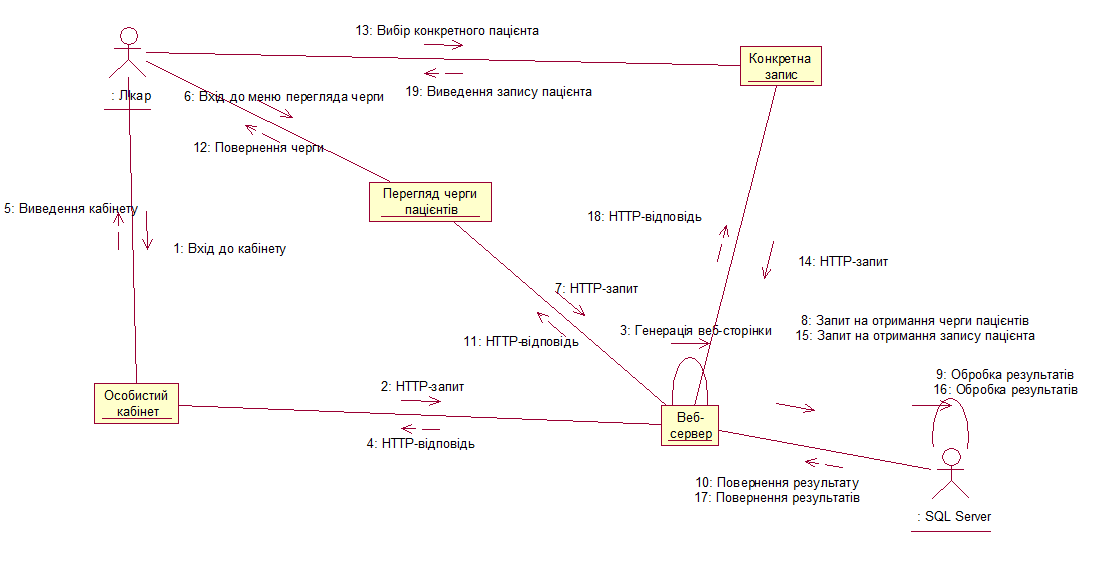 13: Вибір конкретного пацієнта
Конкретна
запис
: Лікар
6: Вхід до меню перегляда черги
19: Виведення запису пацієнта
12: Повернення черги
Перегляд черги
пацієнтів
5: Виведення кабінету
18: HTTP-відповідь
1: Вхід до кабінету
14: HTTP-запит
7: HTTP-запит
8: Запит на отримання черги пацієнтів
15: Запит на отримання запису пацієнта
3: Генерація веб-сторінки
11: HTTP-відповідь
9: Обробка результатів
16: Обробка результатів
Особистий
кабінет
2: HTTP-запит
Веб-
сервер
4: HTTP-відповідь
10: Повернення результату
17: Повернення результатів
: SQL Server